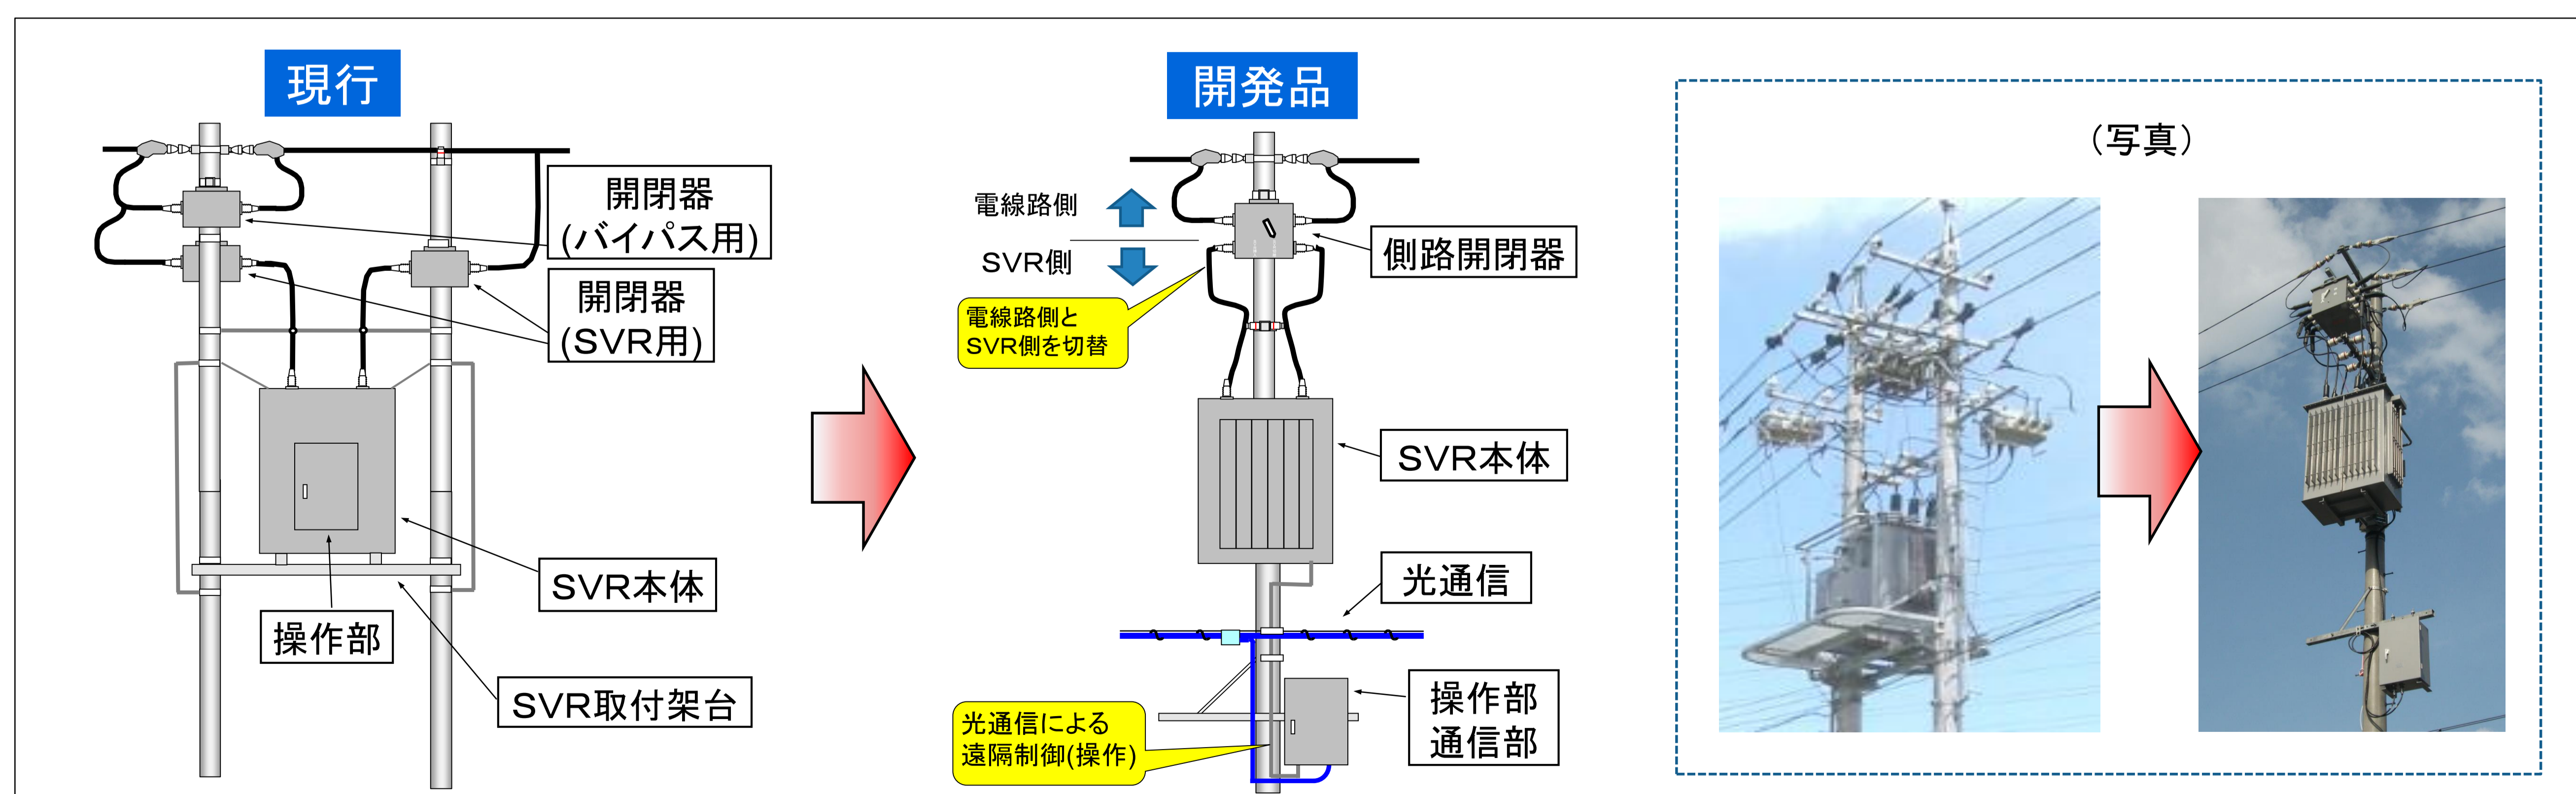 現行
開閉器
(バイパス用)
開閉器
(SVR用)
SVR本体
操作部
SVR取付架台
開発品
電線路側
SVR側
側路開閉器
電線路側と
SVR側を切替
SVR本体
光通信
操作部
通信部
光通信による
遠隔制御(操作)
(写真)